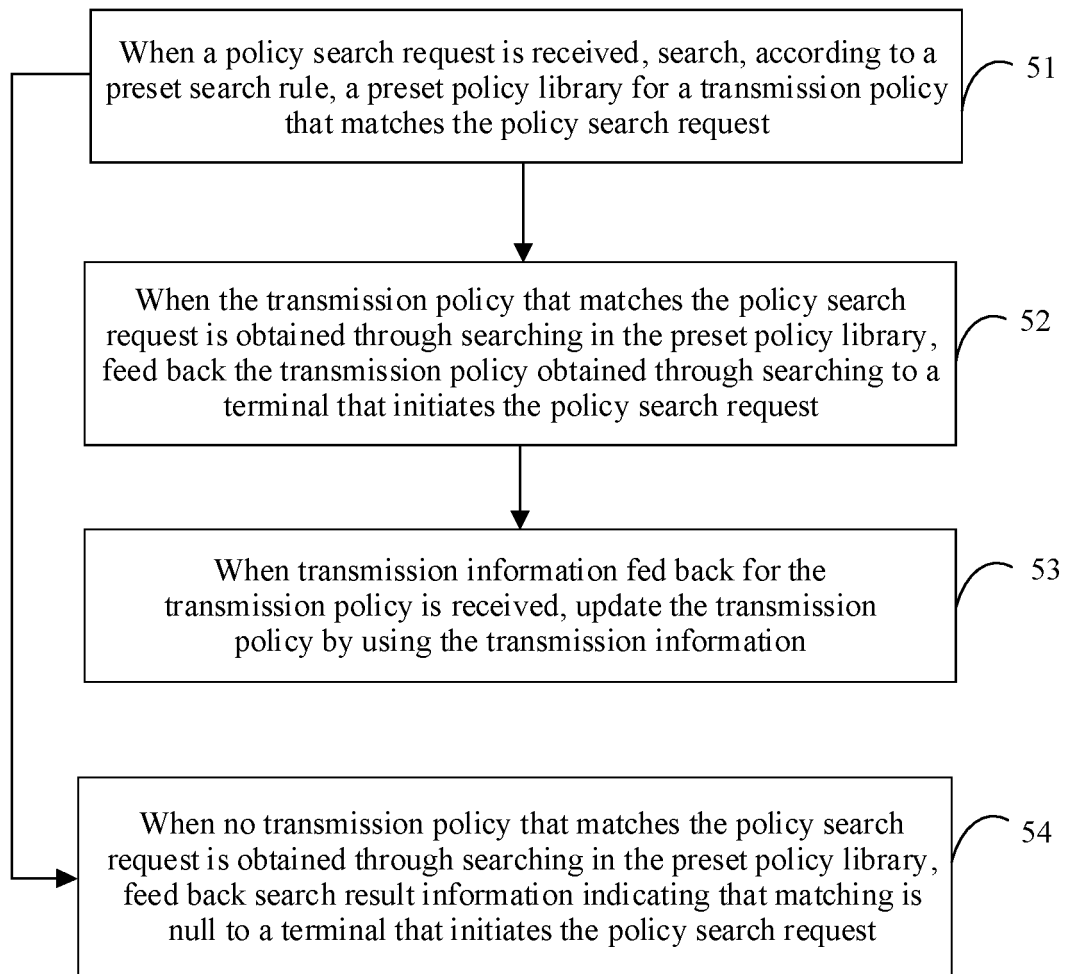 When a policy search request is received, search, according to a
preset search rule, a preset policy library for a transmission policy
that matches the policy search request
51
When the transmission policy that matches the policy search
request is obtained through searching in the preset policy library,
feed back the transmission policy obtained through searching to a
terminal that initiates the policy search request
52
When transmission information fed back for the
transmission policy is received, update the transmission
policy by using the transmission information
53
When no transmission policy that matches the policy search
request is obtained through searching in the preset policy library,
feed back search result information indicating that matching is
null to a terminal that initiates the policy search request
54